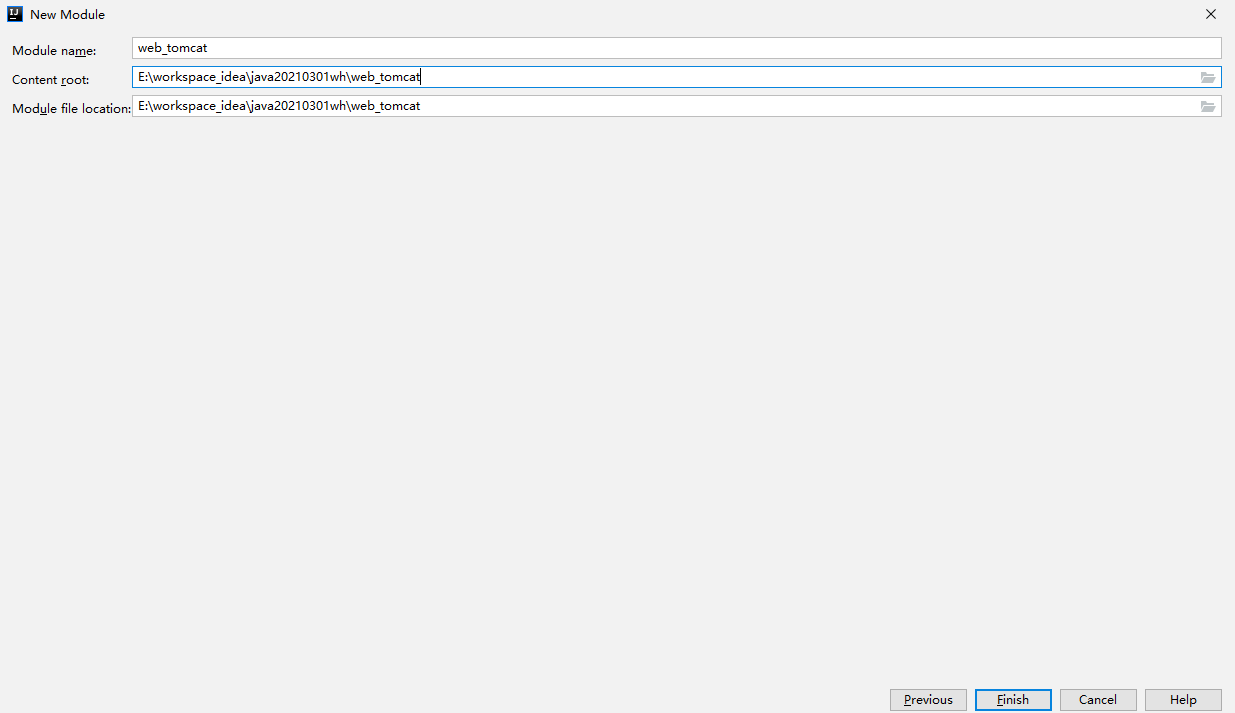 New Module
Module name: web_tomcat
Content root: E:\workspace_idea\java20210301wh\web_tomcat
Module file location: E:\workspace_idea\java20210301wh\web_tomcat
Previous Finish Cancel Help